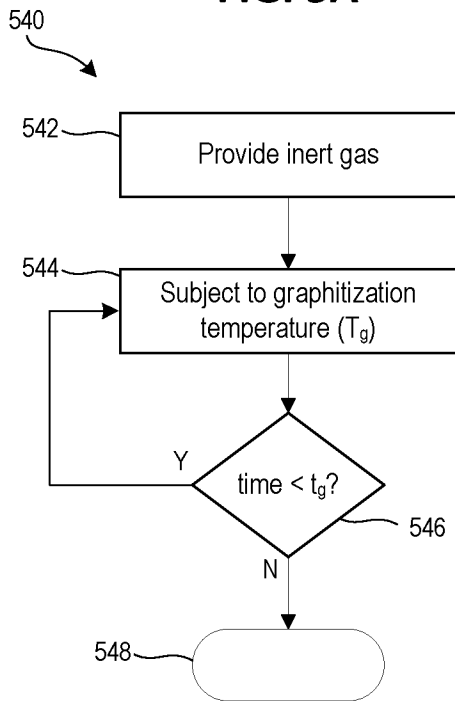 540
542
Provide inert gas
544
Subject to graphitization
temperature (Tg)
Y
time < tg?
546
N
548